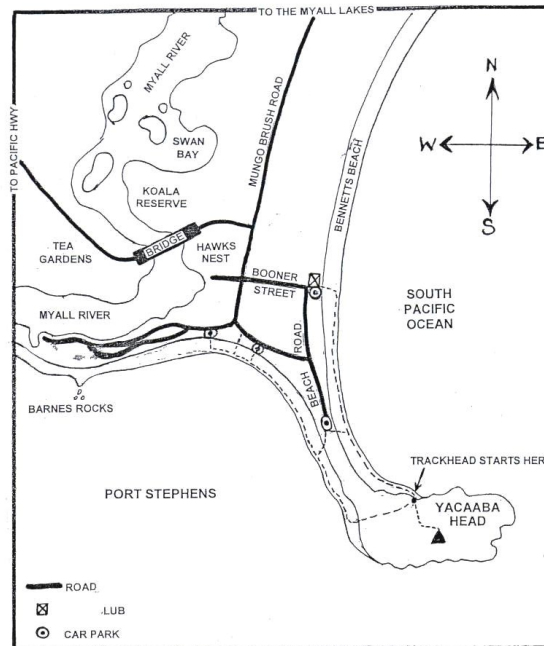 TO THE MYALL LAKES
TO PACIFIC HWY
MYALL RIVER
SWAN
BAY
MUNGO BRUSH ROAD
BENNETTS BEACH
N
W
E
S
KOALA
RESERVE
TEA
GARDENS
BRIDGE
HAWKS
NEST
BOONER
STREET
SOUTH
PACIFIC
OCEAN
MYALL RIVER
BEACH ROAD
BARNES ROCKS
TRACKHEAD STARTS HER
PORT STEPHENS
YACAABA
HEAD
ROAD
LUB
CAR PARK